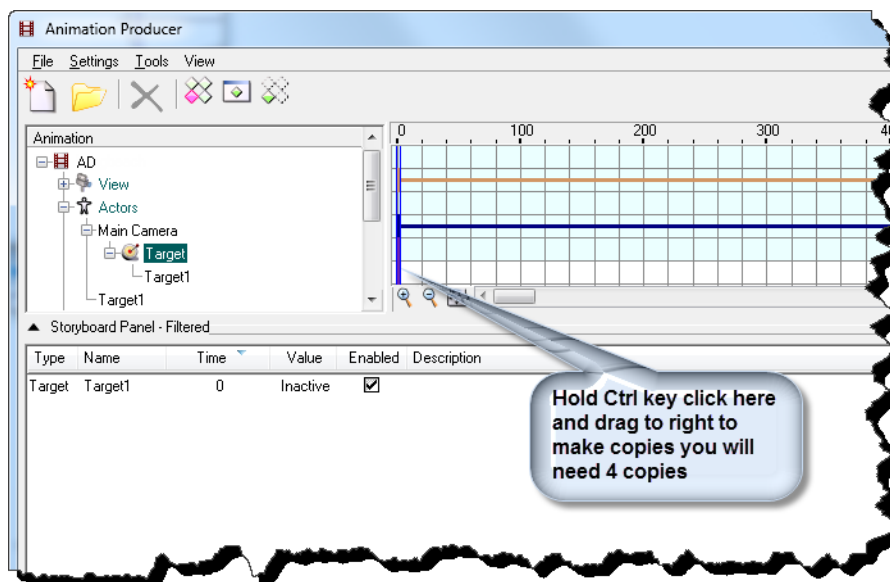 Animation Producer
File Settings Tools View
Animation
0 100 200 300 40
AD
View
Actors
Main Camera
Target
Target1
Target1
Storyboard Panel - Filtered
Type Name Time Value Enabled Description
Target Target1 0 Inactive
Hold Ctrl key click here
and drag to right to
make copies you will
need 4 copies